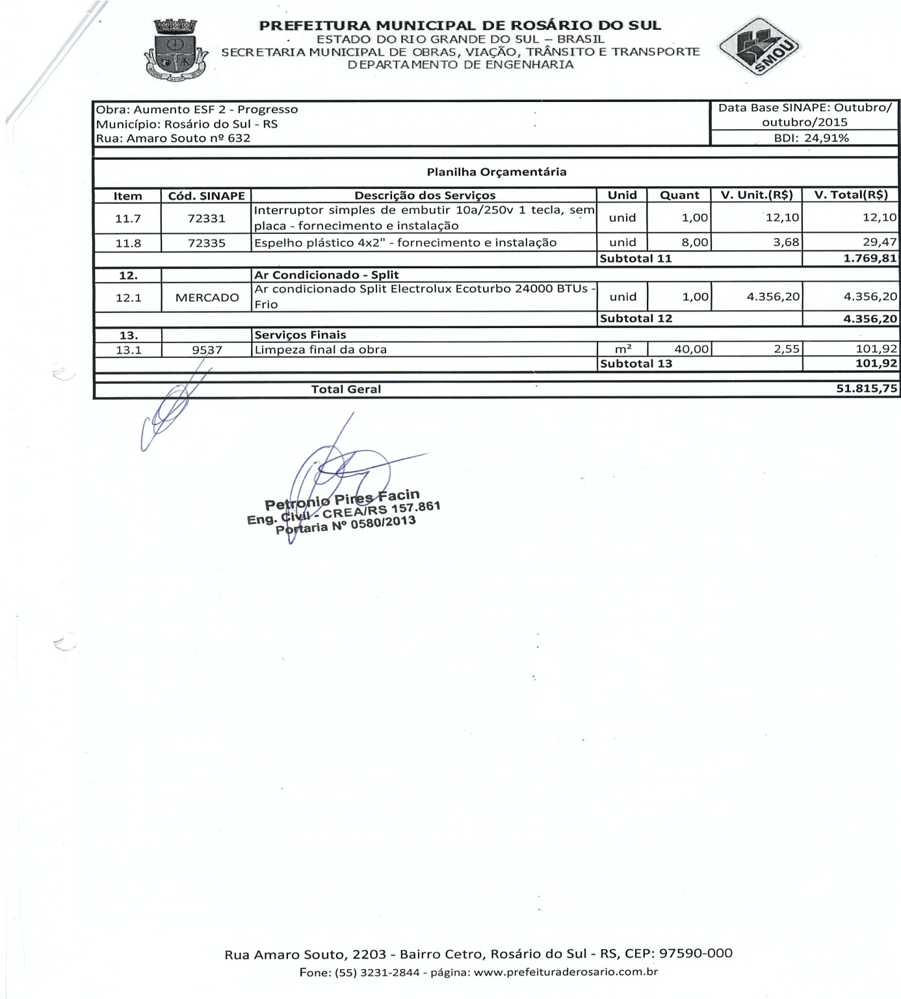 PREFEITURA MUNICIPAL DE ROSÁRIO DO SUL
ESTADO DO RIO GRANDE DO SUL – BRASIL
SECRETARIA MUNICIPAL DE OBRAS, VIAÇÃO, TRÂNSITO E TRANSPORTE
DEPARTAMENTO DE ENGENHARIA
SMOU
Obra: Aumento ESF 2 - Progresso
Município: Rosário do Sul - RS
Rua: Amaro Souto nº 632
Data Base SINAPE: Outubro/
outubro/2015
BDI: 24,91%
Planilha Orçamentária
Item Cód. SINAPE Descrição dos Serviços Unid Quant V. Unit.(R$) V. Total(R$)
11.7 72331 Interruptor simples de embutir 10a/250v 1 tecla, sem
placa - fornecimento e instalação unid 1,00 12,10 12,10
11.8 72335 Espelho plástico 4x2" - fornecimento e instalação unid 8,00 3,68 29,47
Subtotal 11 1.769,81
12. Ar Condicionado - Split
12.1 MERCADO Ar condicionado Split Electrolux Ecoturbo 24000 BTUs -
Frio unid 1,00 4.356,20 4.356,20
Subtotal 12 4.356,20
13. Serviços Finais
13.1 9537 Limpeza final da obra m² 40,00 2,55 101,92
Subtotal 13 101,92
Total Geral 51.815,75
Petronio Pires Facin
Eng. Civil - CREA/RS 157.861
Portaria Nº 0580/2013
Rua Amaro Souto, 2203 - Bairro Cetro, Rosário do Sul - RS, CEP: 97590-000
Fone: (55) 3231-2844 - página: www.prefeituraderosario.com.br